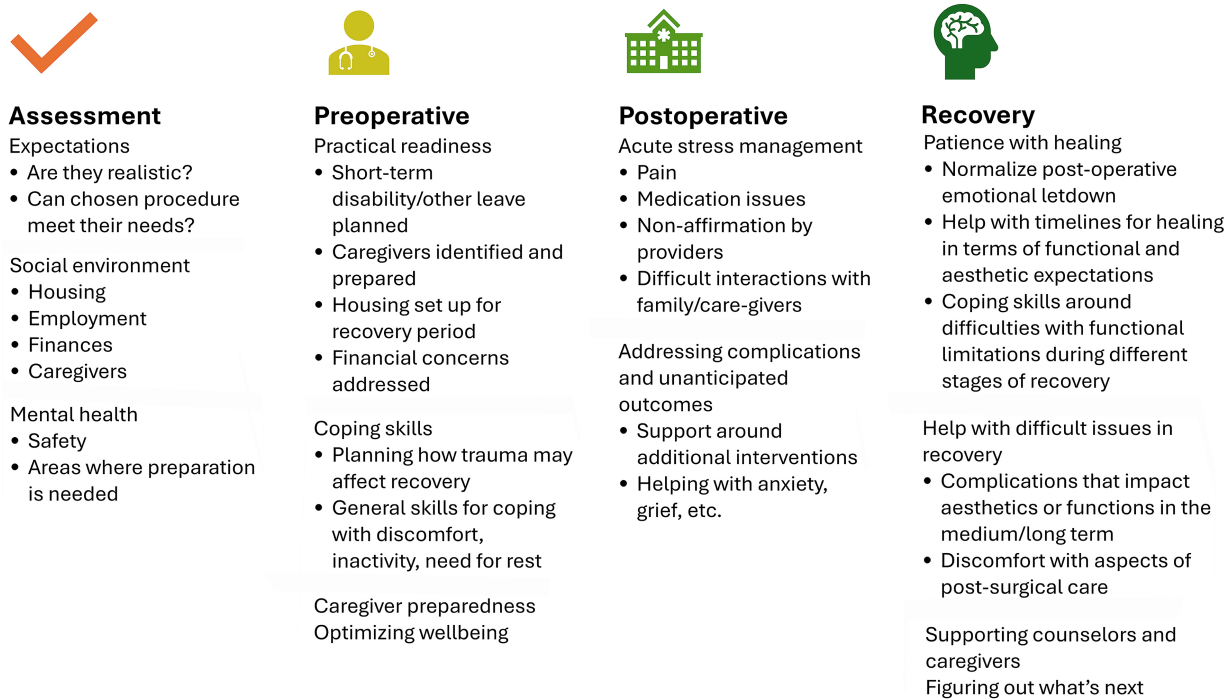 Assessment
Expectations
• Are they realistic?
• Can chosen procedure
meet their needs?
Social environment
• Housing
• Employment
• Finances
• Caregivers
Mental health
• Safety
• Areas where preparation
is needed
Preoperative
Practical readiness
• Short-term
disability/other leave
planned
• Caregivers identified and
prepared
• Housing set up for
recovery period
• Financial concerns
addressed
Coping skills
• Planning how trauma may
affect recovery
• General skills for coping
with discomfort,
inactivity, need for rest
Caregiver preparedness
Optimizing wellbeing
Postoperative
Acute stress management
• Pain
• Medication issues
• Non-affirmation by
providers
• Difficult interactions with
family/care-givers
Addressing complications
and unanticipated
outcomes
• Support around
additional interventions
• Helping with anxiety,
grief, etc.
Recovery
Patience with healing
• Normalize post-operative
emotional letdown
• Help with timelines for healing
in terms of functional and
aesthetic expectations
• Coping skills around
difficulties with functional
limitations during different
stages of recovery
Help with difficult issues in
recovery
• Complications that impact
aesthetics or functions in the
medium/long term
• Discomfort with aspects of
post-surgical care
Supporting counselors and
caregivers
Figuring out what’s next